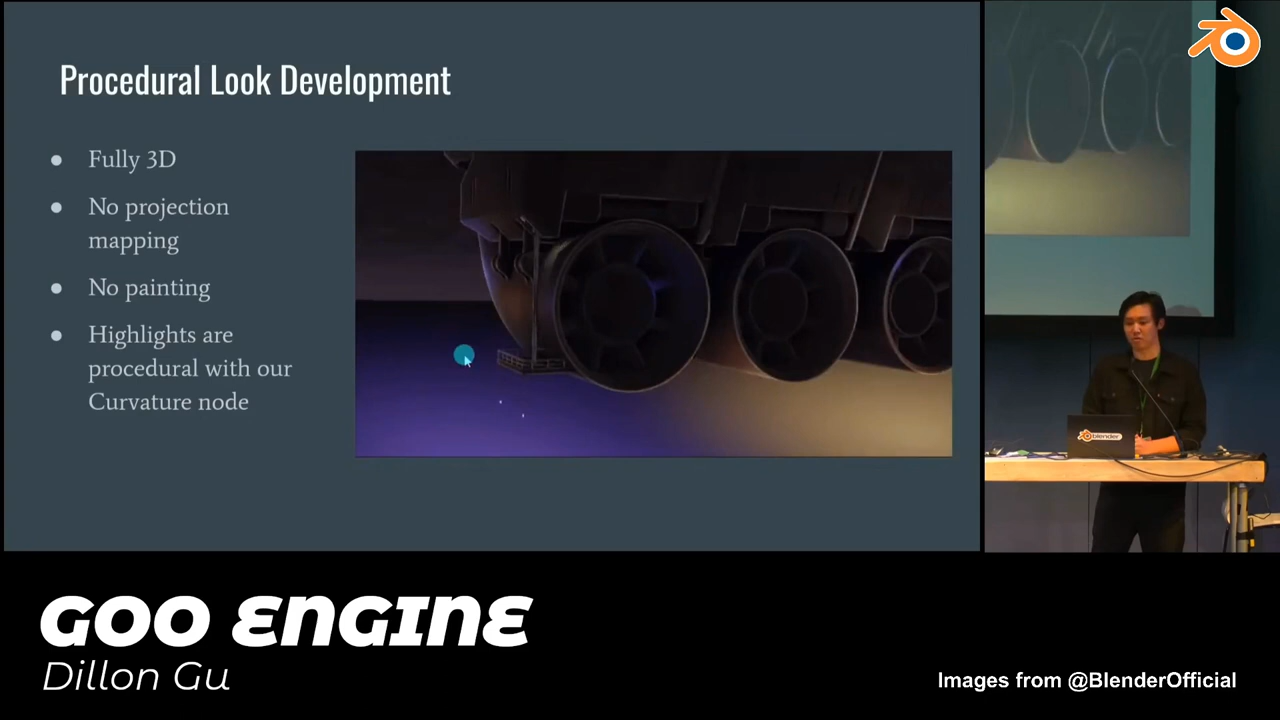 Procedural Look Development
● Fully 3D
● No projection
mapping
● No painting
● Highlights are
procedural with our
Curvature node
blender
GOO ENGINE
Dillon Gu
Images from @BlenderOfficial